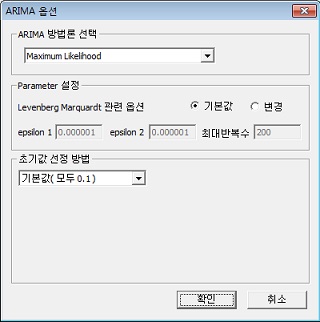 ARIMA 옵션
ARIMA 방법론 선택
Maximum Likelihood
Parameter 설정
Levenberg Marquardt 관련 옵션 기본값 변경
epsilon 1 0.000001 epsilon 2 0.000001 최대반복수 200
초기값 선정 방법
기본값( 모두 0.1 )
확인 취소